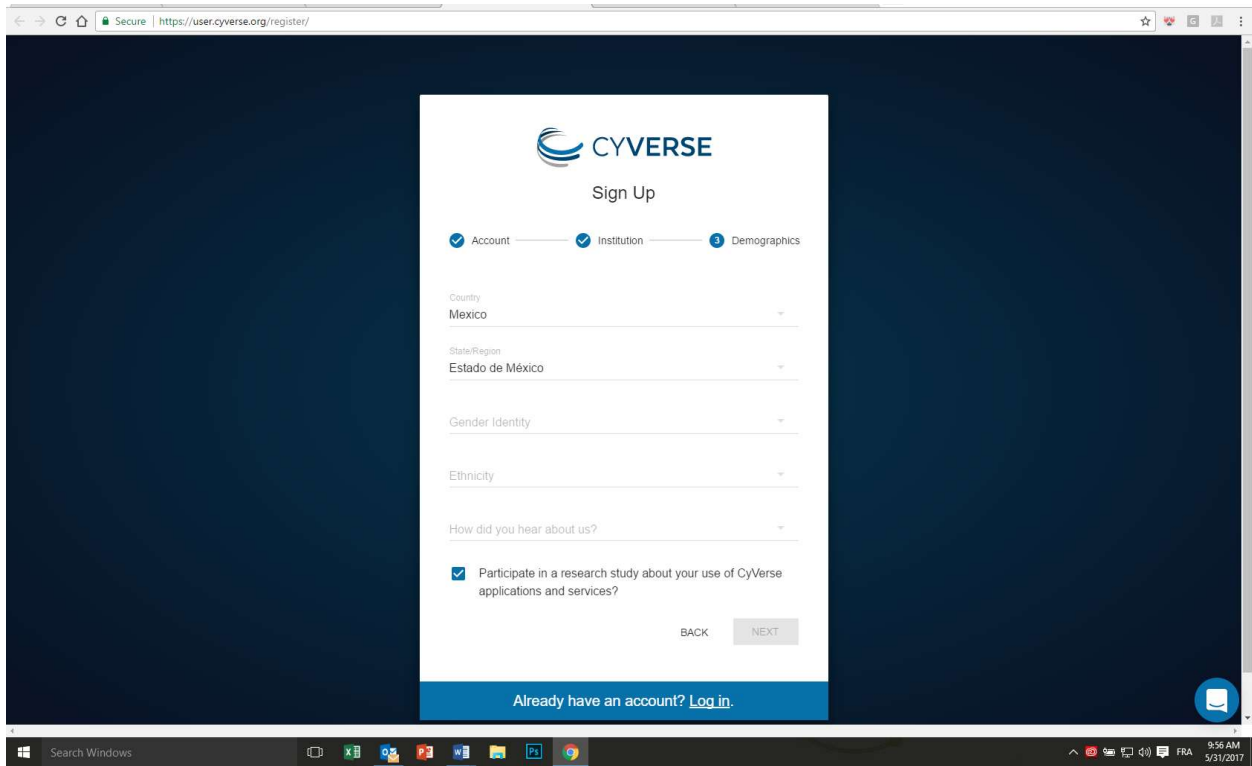 Secure | https://user.cyverse.org/register/
CYVERSE
Sign Up
Account
Institution
3 Demographics
Country
Mexico
State/Region
Estado de México
Gender Identity
Ethnicity
How did you hear about us?
Participate in a research study about your use of CyVerse
applications and services?
BACK NEXT
Already have an account? Log in.
Search Windows
FRA
9:56 AM
5/31/2017